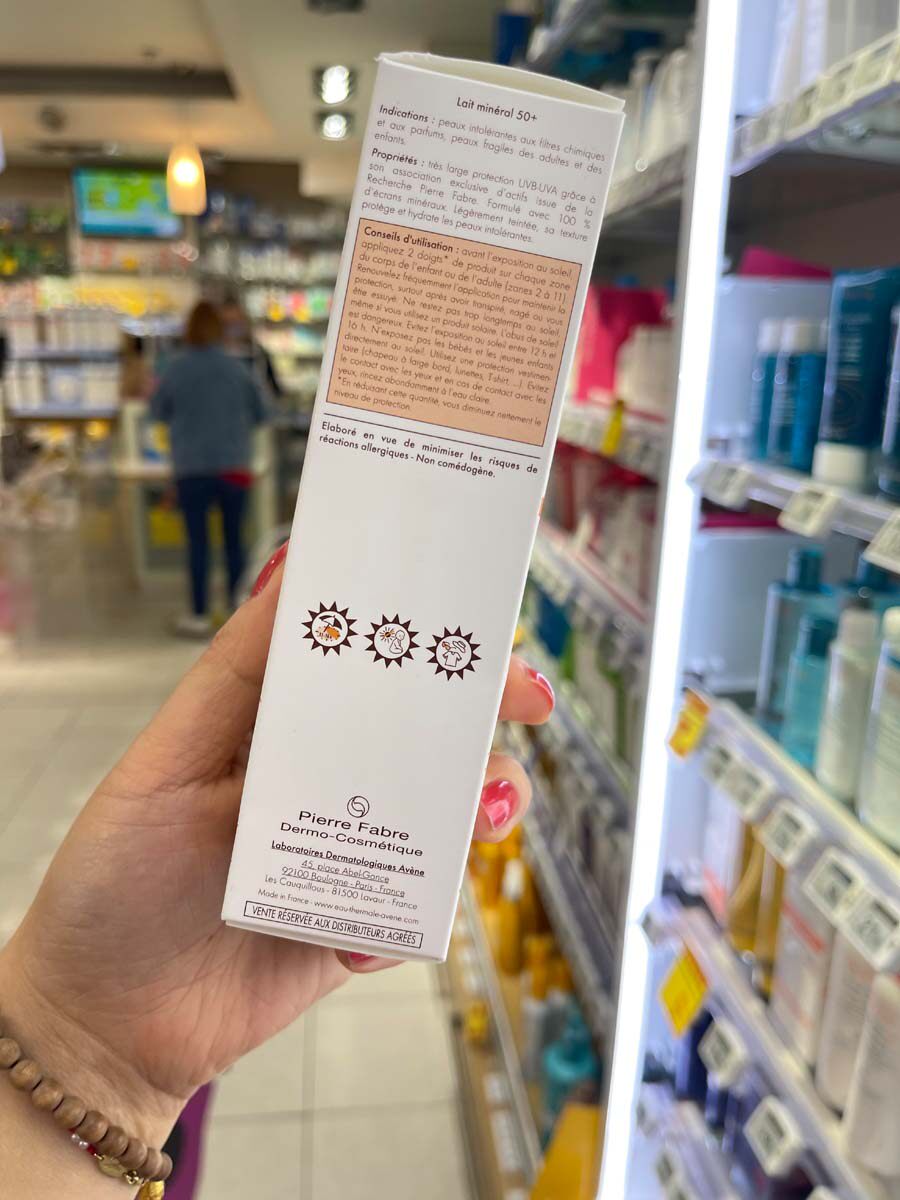 Lait minéral 50+
Indications : peaux intolérantes aux filtres chimiques
et aux parfums, peaux fragiles des adultes et des
enfants.
Propriétés : très large protection UVB-UVA grâce à
son association exclusive d'actifs issue de la
Recherche Pierre Fabre. Formulé avec 100 %
d'écrans minéraux. Légèrement teintée, sa texture
protège et hydrate les peaux intolérantes.
Conseils d'utilisation : avant l'exposition au soleil
appliquez 2 doigts* de produit sur chaque zone
du corps de l'enfant ou de l'adulte (zones 2 à 11).
Renouvelez fréquemment l'application pour maintenir la
protection, surtout après avoir transpiré, nagé ou vous
être essuyé. Ne restez pas trop longtemps au soleil,
même si vous utilisez un produit solaire, l'abus de soleil
est dangereux. Evitez l'exposition au soleil entre 12 h et
16 h. N'exposez pas les bébés et les jeunes enfants
directement au soleil. Utilisez une protection vestimen-
taire (chapeau à large bord, lunettes, T-shirt, ...). Evitez
le contact avec les yeux et en cas de contact avec les
yeux, rincez abondamment à l'eau claire.
*En réduisant cette quantité, vous diminuez nettement le
niveau de protection.
Elaboré en vue de minimiser les risques de
réactions allergiques - Non comédogène.
Pierre Fabre
Dermo-Cosmétique
Laboratoires Dermatologiques Avène
45, place Abel-Gance
92100 Boulogne - Paris - France
Les Cauquillous - 81500 Lavaur - France
Made in France - www.eau-thermale-avene.com
VENTE RÉSERVÉE AUX DISTRIBUTEURS AGRÉÉS